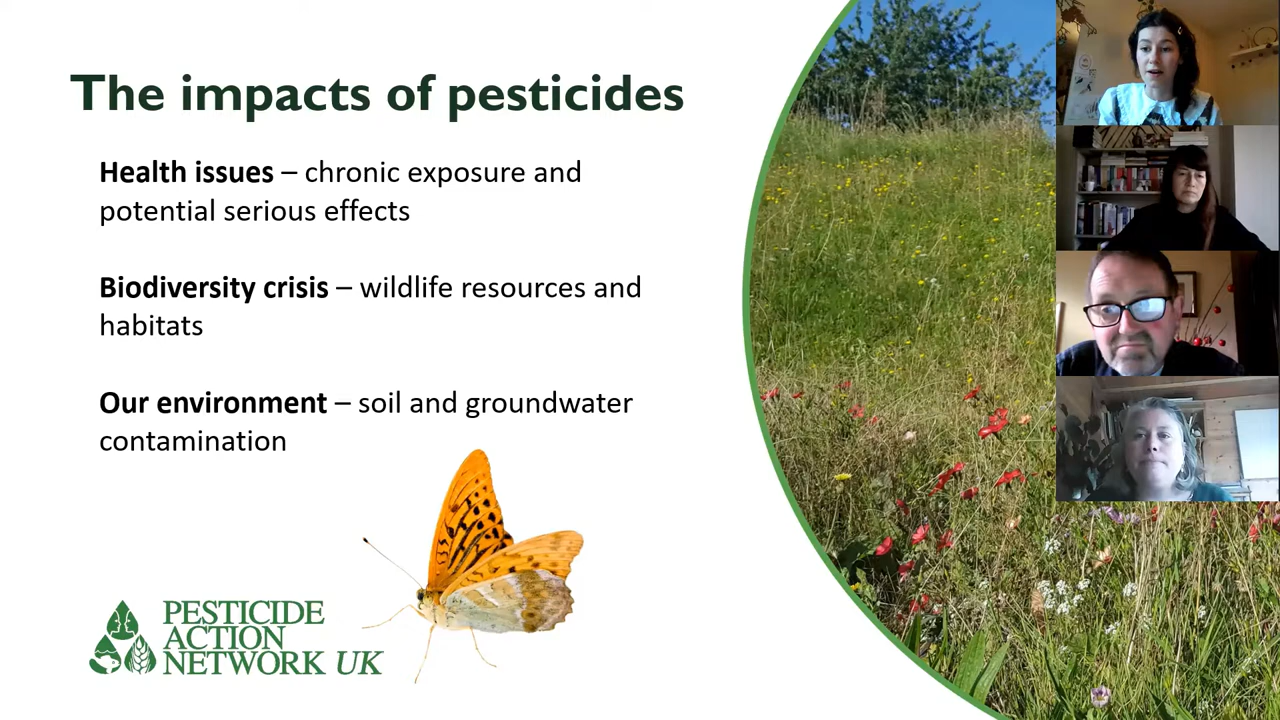 The impacts of pesticides
Health issues – chronic exposure and
potential serious effects
Biodiversity crisis – wildlife resources and
habitats
Our environment – soil and groundwater
contamination
PESTICIDE
ACTION
NETWORK UK